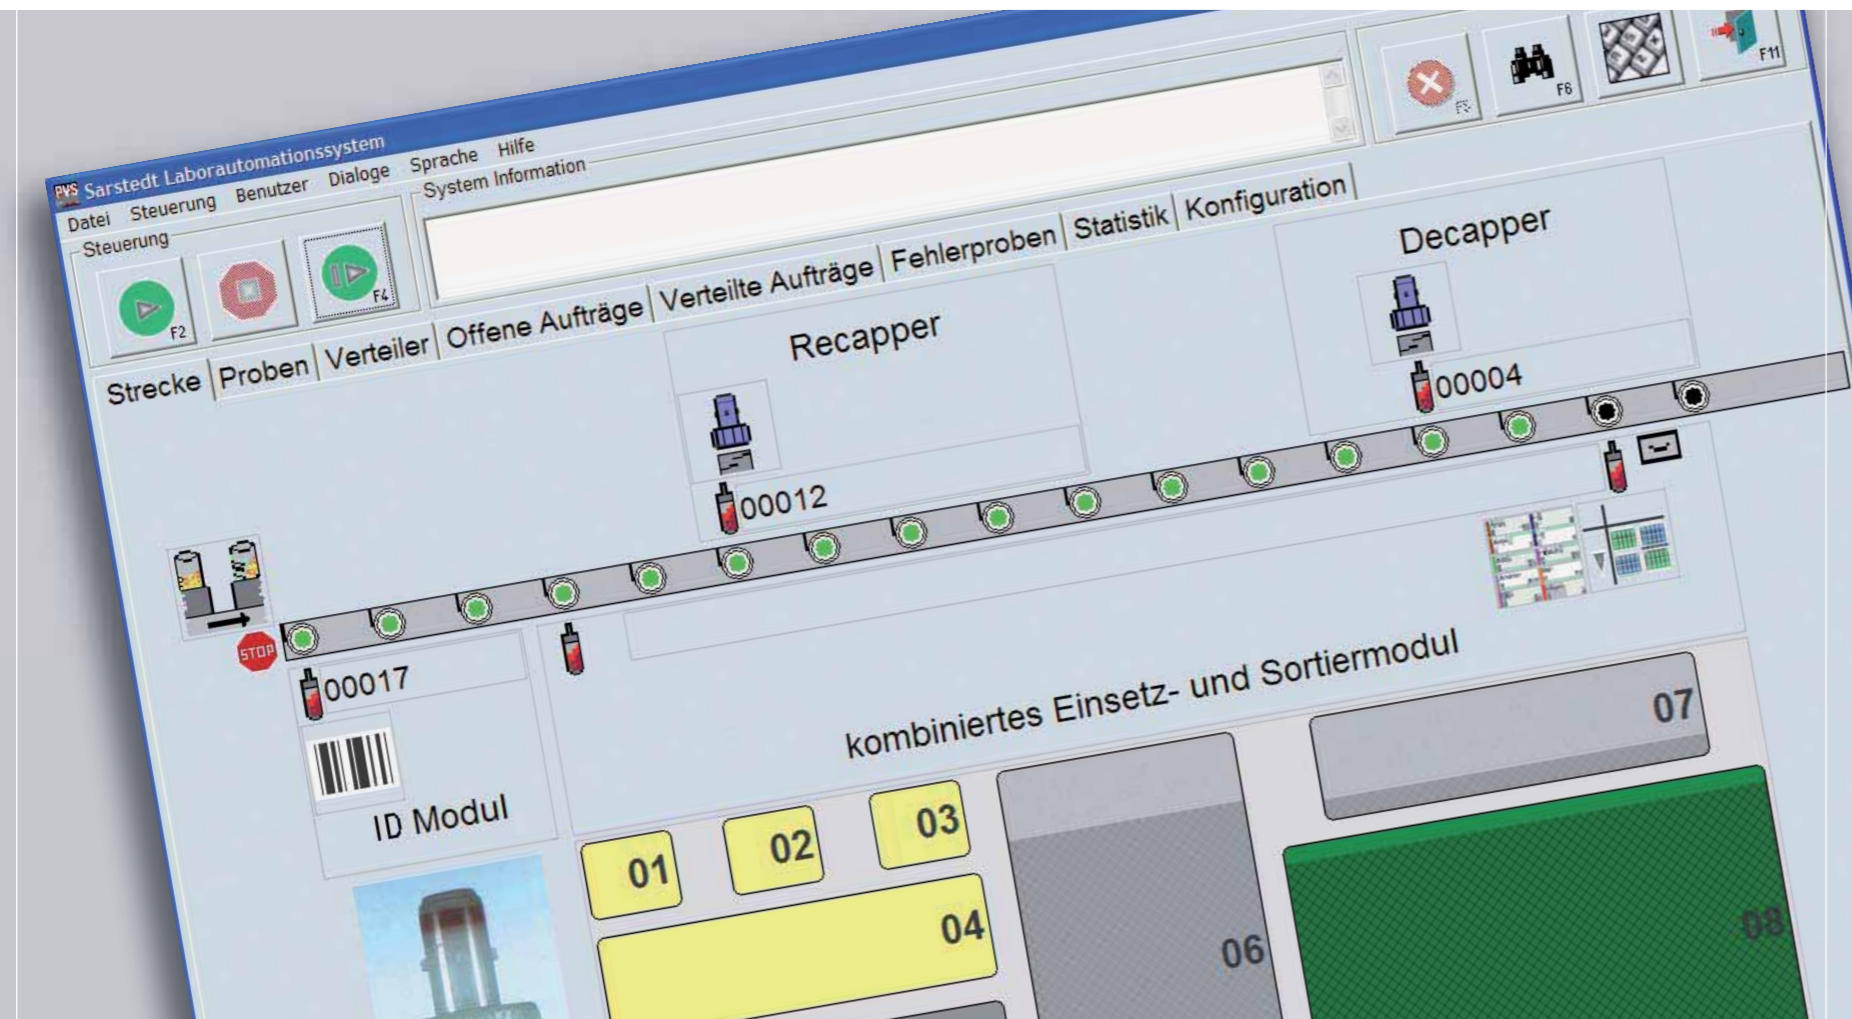 PVS Sarstedt Laborautomationssystem
Datei Steuerung Benutzer Dialoge Sprache Hilfe
Steuerung
System Information
F2
F4
F6
F11
Strecke Proben Verteiler Offene Aufträge Verteilte Aufträge Fehlerproben Statistik Konfiguration
Recapper
Decapper
00012
00004
STOP
00017
ID Modul
kombiniertes Einsetz- und Sortiermodul
01
02
03
04
06
07
08